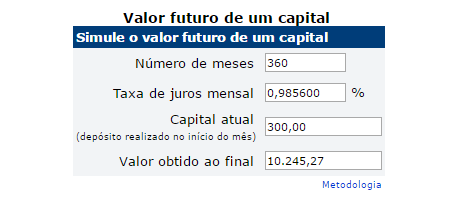 Valor futuro de um capital
Simule o valor futuro de um capital
Número de meses 360
Taxa de juros mensal 0,985600 %
Capital atual
(depósito realizado no início do mês) 300,00
Valor obtido ao final 10.245,27
Metodologia